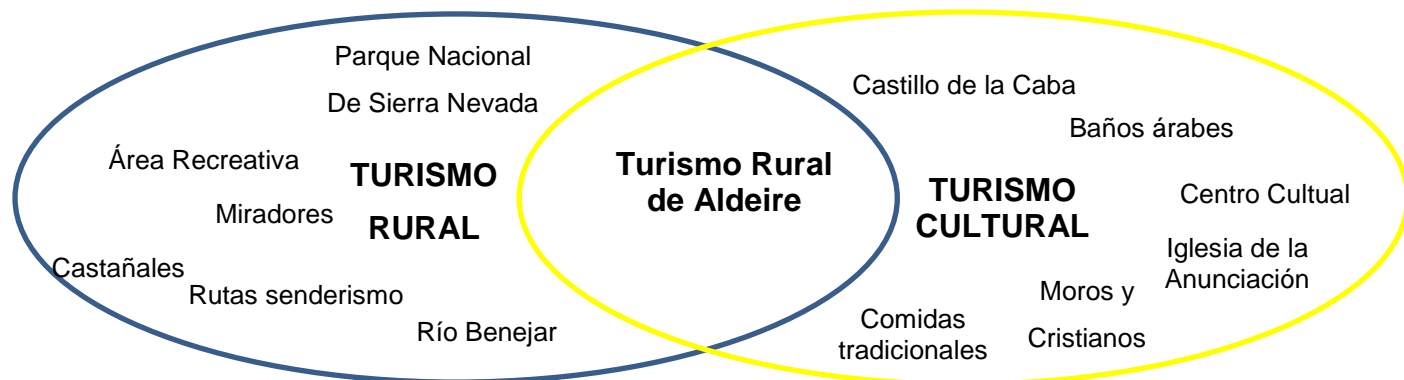 Parque Nacional
De Sierra Nevada
Área Recreativa
TURISMO
RURAL
Miradores
Castañales
Rutas senderismo
Río Benejar
Turismo Rural
de Aldeire
Castillo de la Caba
Baños árabes
TURISMO
CULTURAL
Centro Cultual
Iglesia de la
Anunciación
Moros y
Cristianos
Comidas
tradicionales